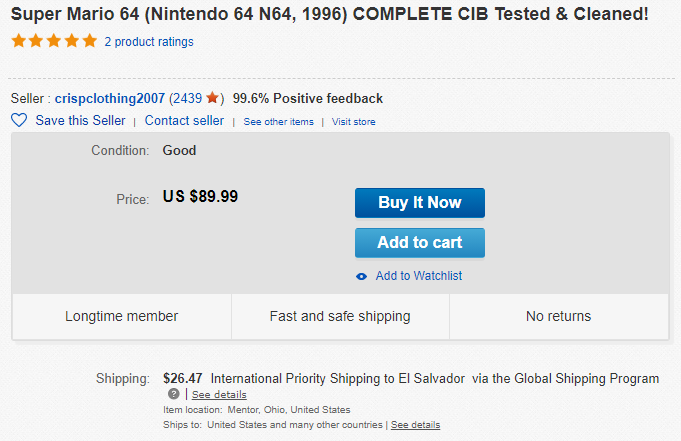 Super Mario 64 (Nintendo 64 N64, 1996) COMPLETE CIB Tested & Cleaned!
2 product ratings
Seller : crispclothing2007 (2439 ) 99.6% Positive feedback
Save this Seller | Contact seller | See other items | Visit store
Condition: Good
Price: US $89.99
Buy It Now
Add to cart
Add to Watchlist
Longtime member
Fast and safe shipping
No returns
Shipping: $26.47 International Priority Shipping to El Salvador via the Global Shipping Program
? | See details
Item location: Mentor, Ohio, United States
Ships to: United States and many other countries | See details